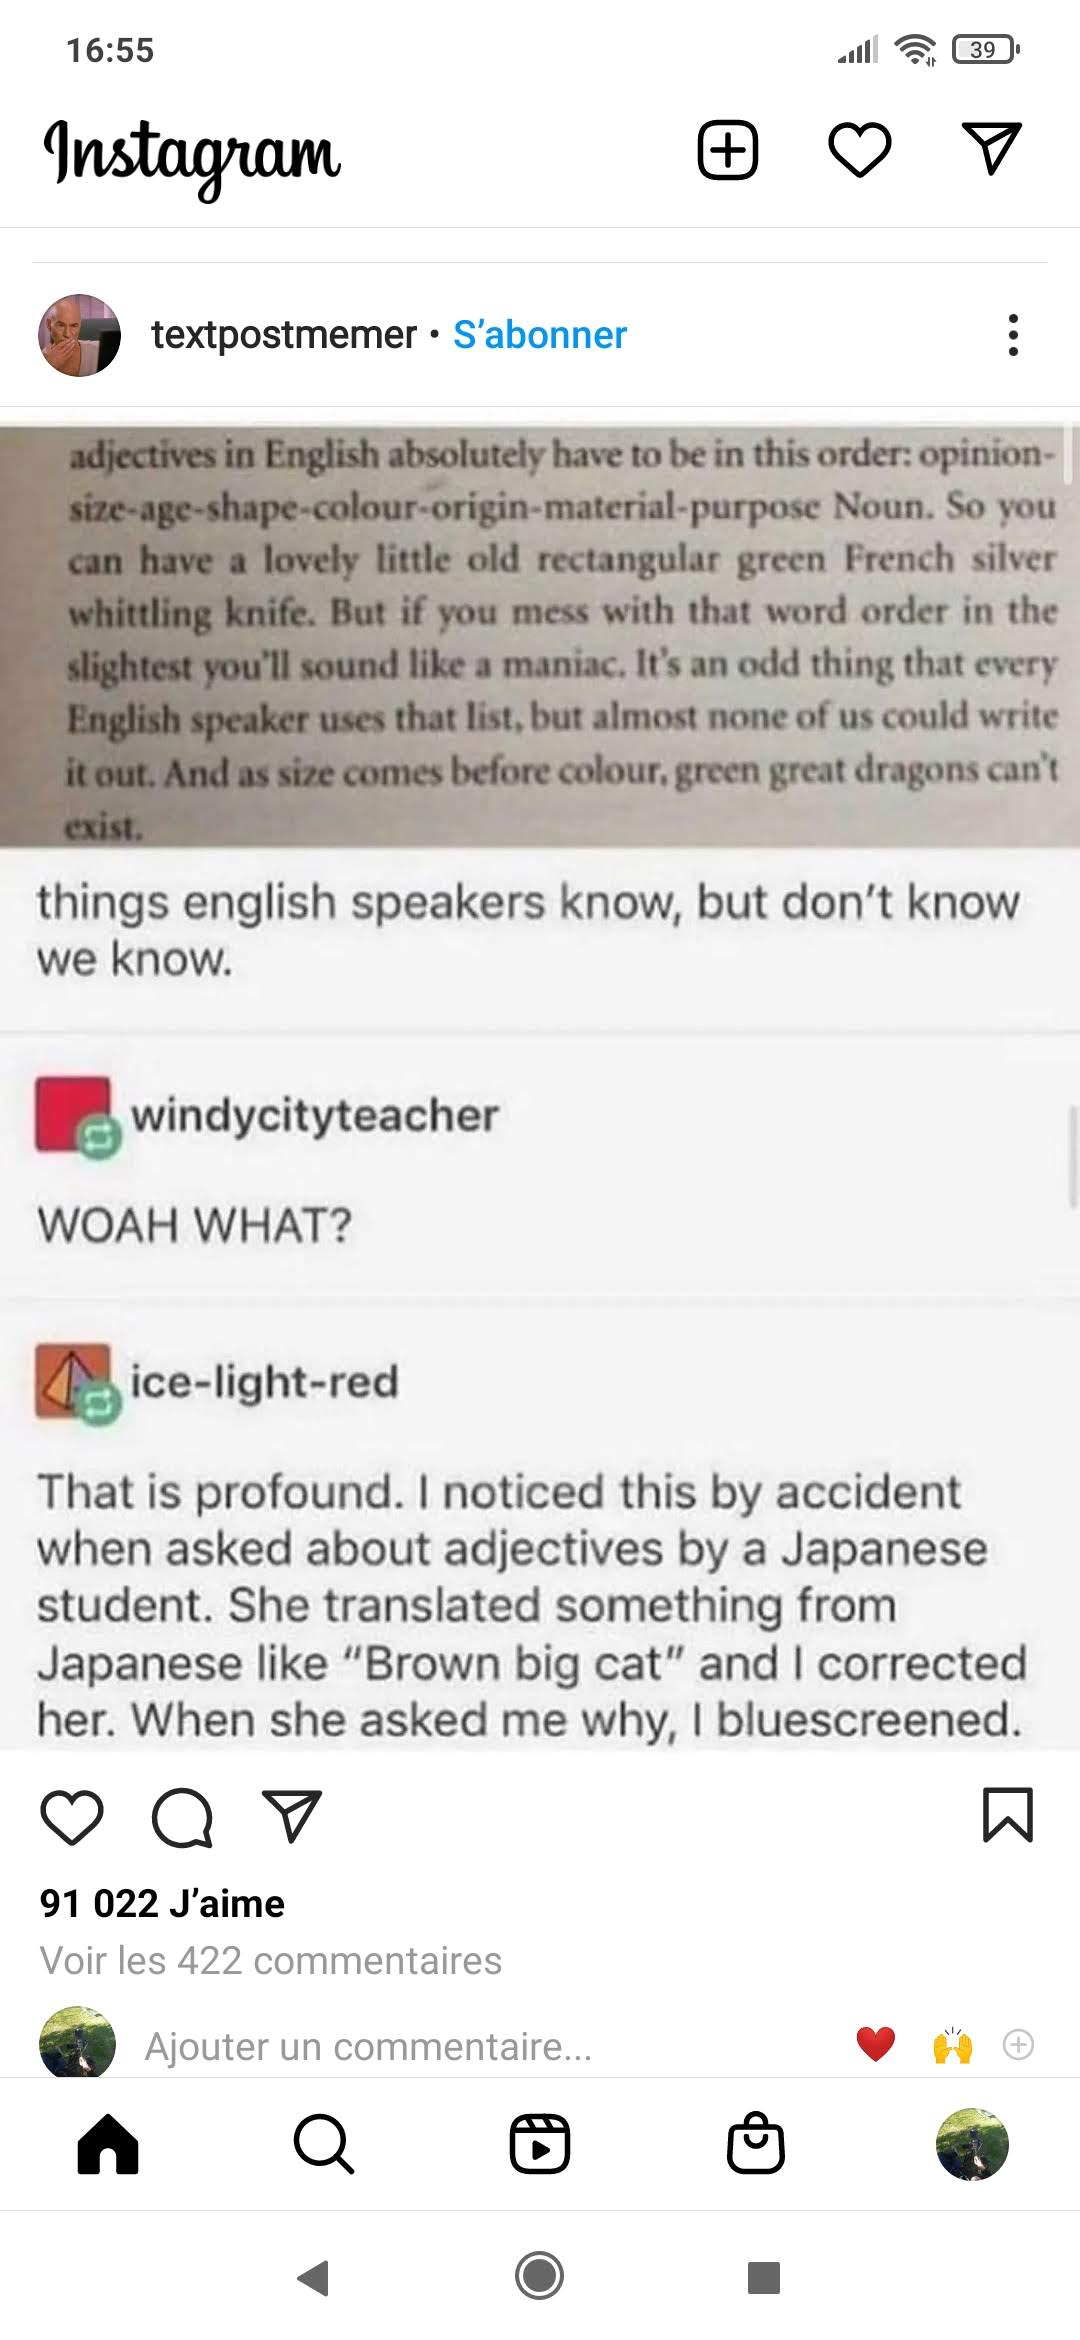 16:55
39
Instagram
textpostmemer • S'abonner
adjectives in English absolutely have to be in this order: opinion-
size-age-shape-colour-origin-material-purpose Noun. So you
can have a lovely little old rectangular green French silver
whittling knife. But if you mess with that word order in the
slightest you'll sound like a maniac. It's an odd thing that every
English speaker uses that list, but almost none of us could write
it out. And as size comes before colour, green great dragons can't
exist.
things english speakers know, but don't know
we know.
windycityteacher
WOAH WHAT?
ice-light-red
That is profound. I noticed this by accident
when asked about adjectives by a Japanese
student. She translated something from
Japanese like "Brown big cat" and I corrected
her. When she asked me why, I bluescreened.
91 022 J'aime
Voir les 422 commentaires
Ajouter un commentaire...